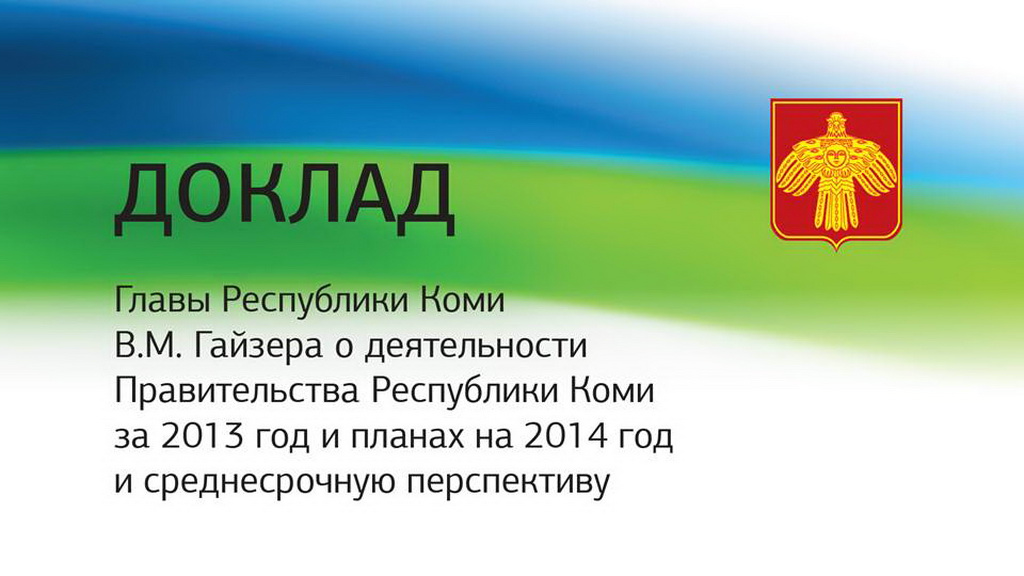 ДОКЛАД
Главы Республики Коми
В.М. Гайзера о деятельности
Правительства Республики Коми
за 2013 год и планах на 2014 год
и среднесрочную перспективу